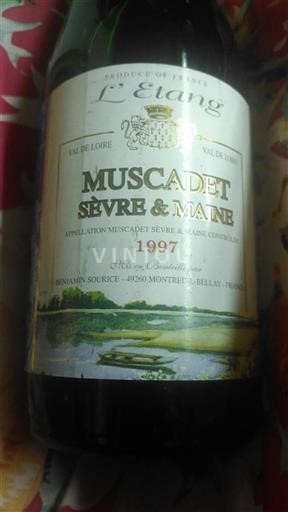 PRODUCE OF FRANCE
L'Etang
VAL DE LOIRE VAL DE LOIRE
MUSCADET
SÈVRE & MAINE
APPELLATION MUSCADET SÈVRE & MAINE CONTRÔLÉE
1997
VINIOU
Mis en Bouteille par
BENJAMIN SOURICE - 49260 MONTREUIL-BELLAY - FRANCE